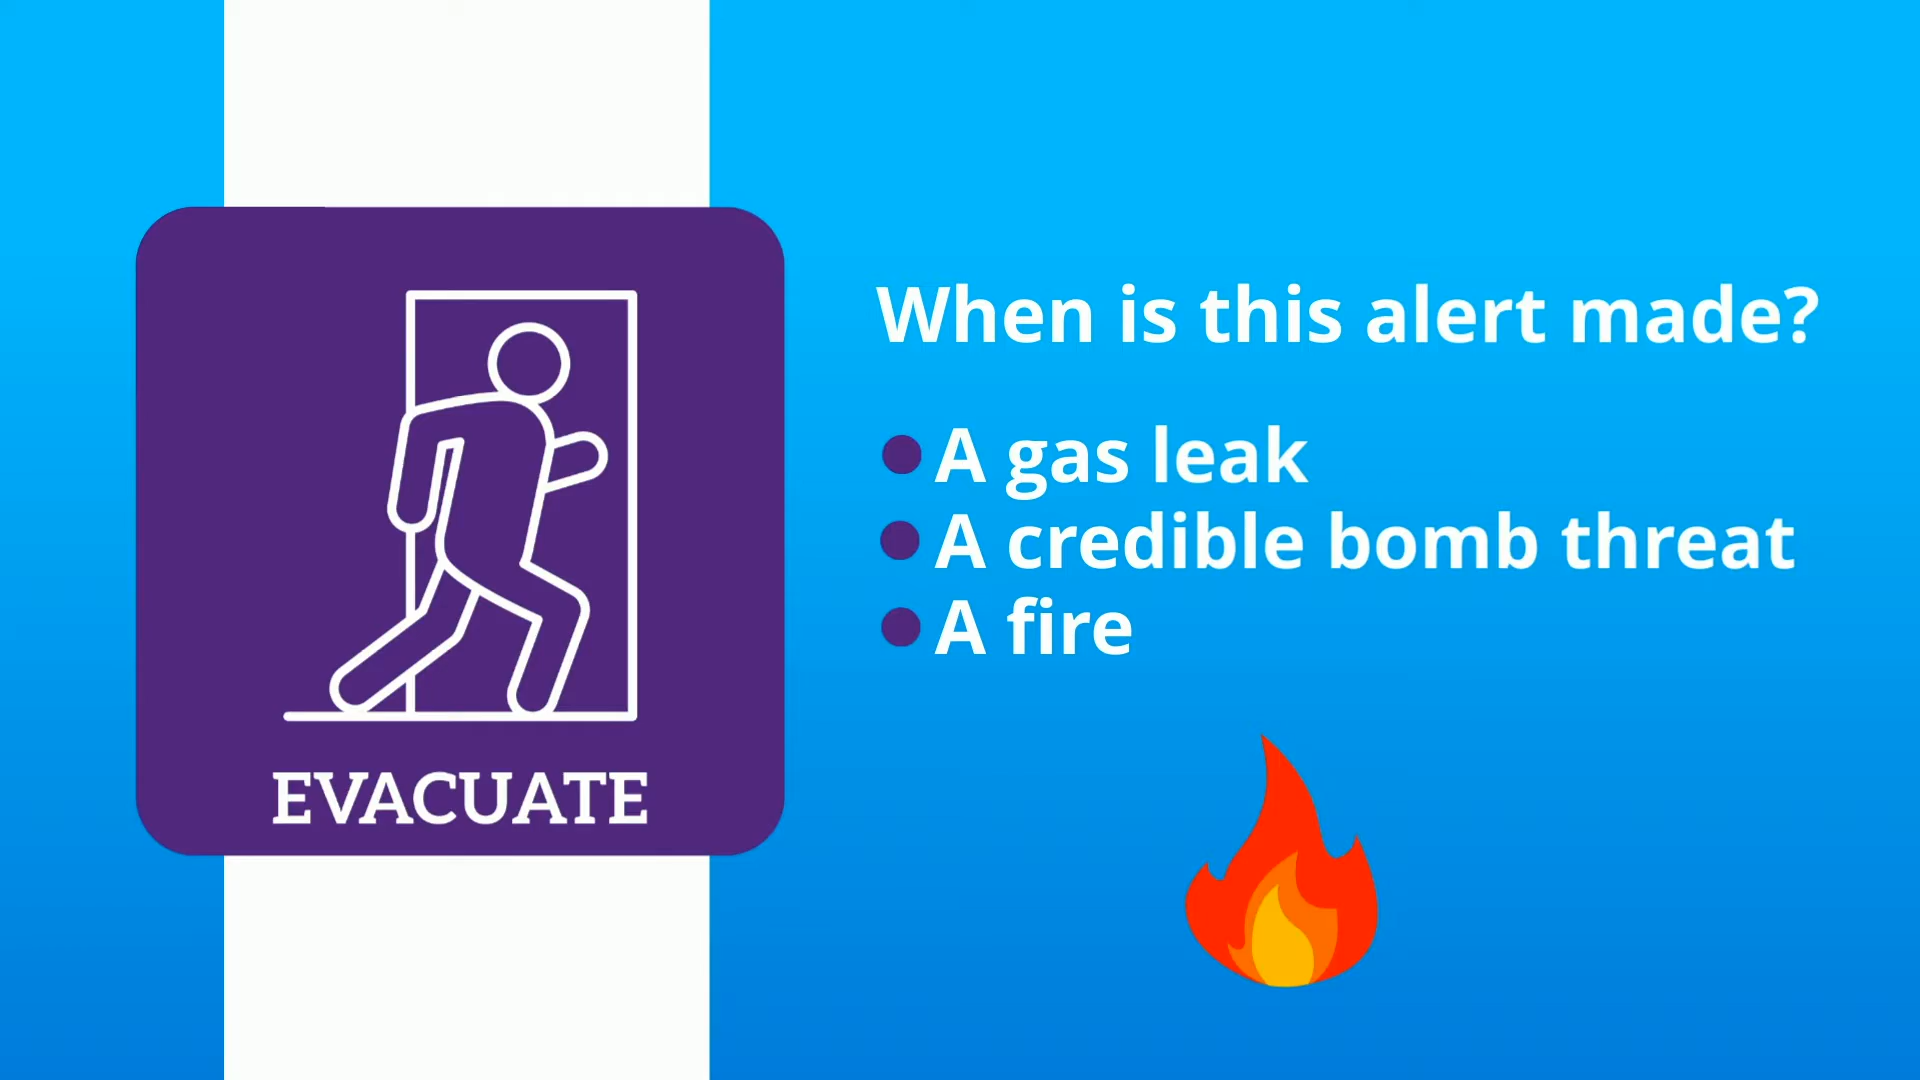 EVACUATE
When is this alert made?
A gas leak
A credible bomb threat
A fire